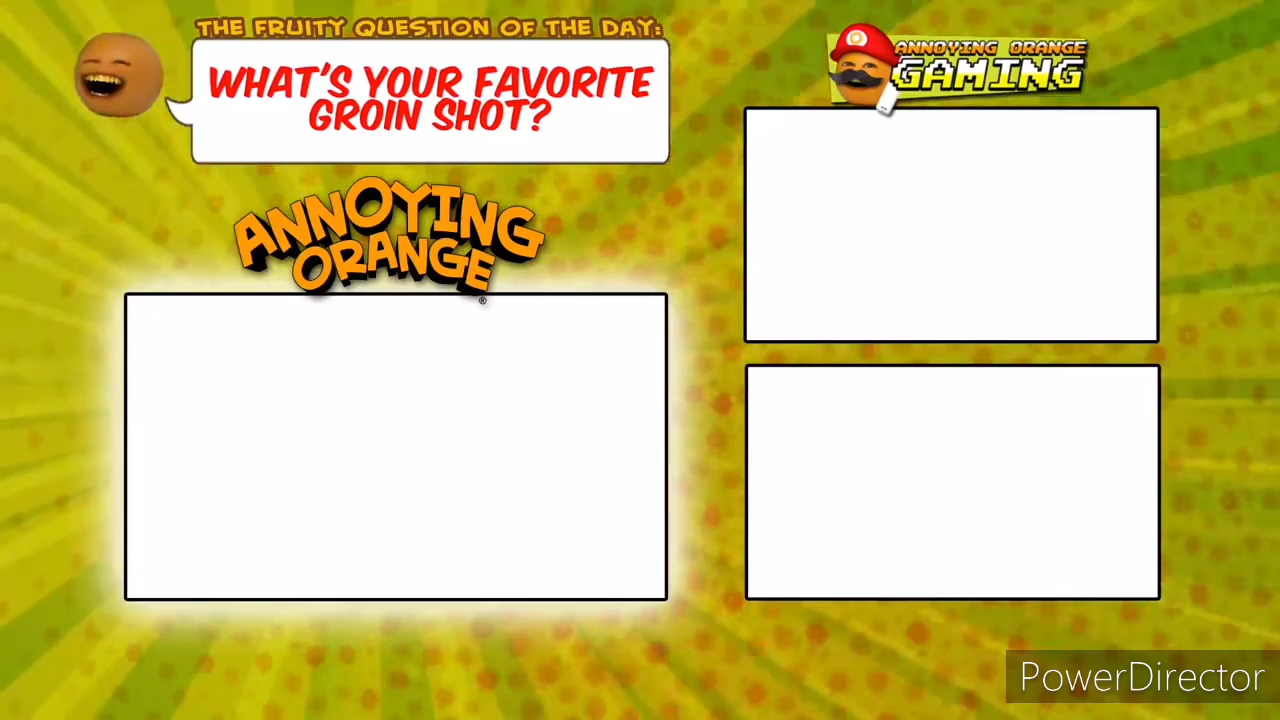 THE FRUITY QUESTION OF THE DAY:
WHAT'S YOUR FAVORITE
GROIN SHOT?
ANNOYING
ORANGE
®
ANNOYING ORANGE
GAMING
PowerDirector